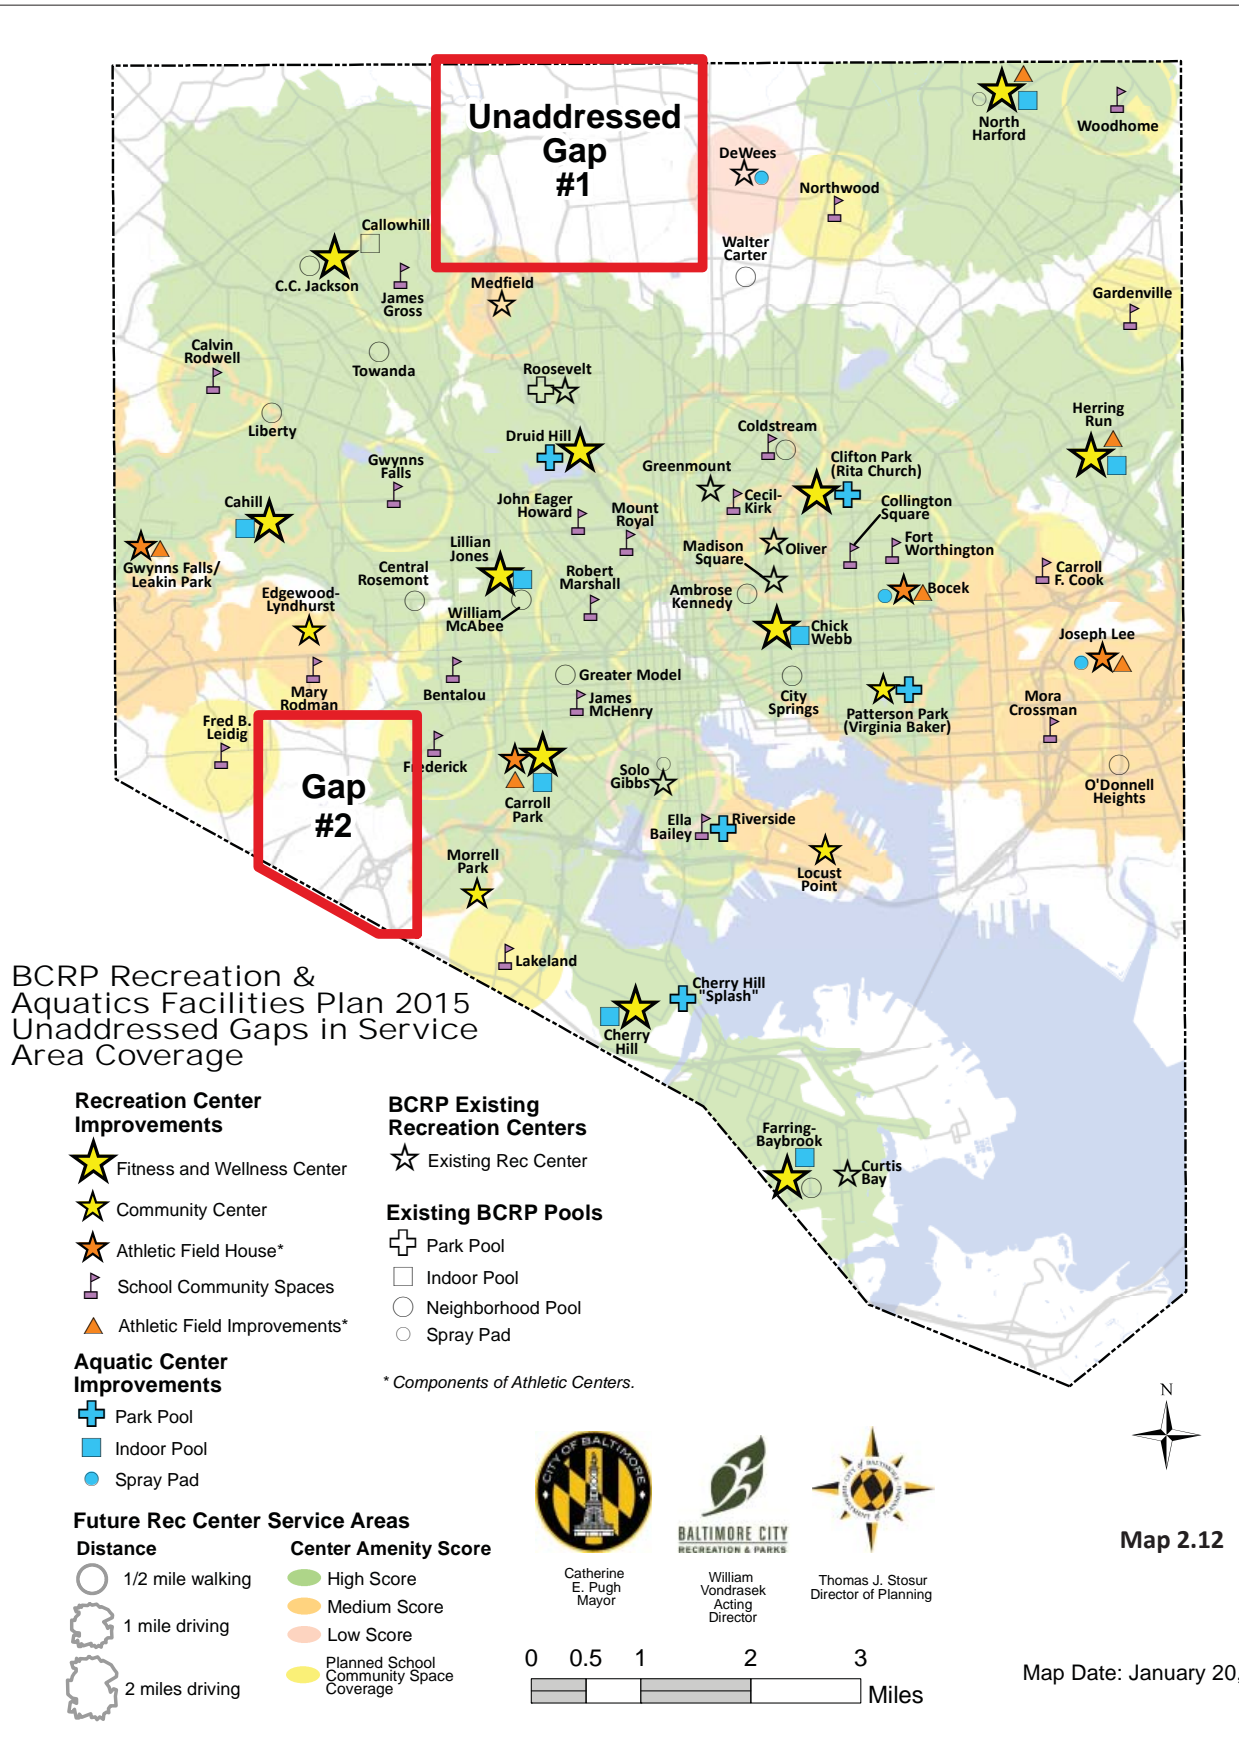 Unaddressed
Gap
#1
North
Harford
Woodhome
DeWees
Northwood
Callowhill
Walter
Carter
C.C. Jackson
James
Gross
Medfield
Gardenville
Calvin
Rodwell
Towanda
Roosevelt
Liberty
Herring
Run
Druid Hill
Coldstream
Clifton Park
(Rita Church)
Gwynns
Falls
Greenmount
Cahill
John Eager
Howard
Mount
Royal
Cecil-
Kirk
Collington
Square
Lillian
Jones
Madison
Square
Oliver
Fort
Worthington
Gwynns Falls/
Leakin Park
Central
Rosemont
Robert
Marshall
Carroll
F. Cook
Edgewood-
Lyndhurst
William
McAbee
Ambrose
Kennedy
Bocek
Chick
Webb
Joseph Lee
Mary
Rodman
Bentalou
Greater Model
James
McHenry
City
Springs
Patterson Park
(Virginia Baker)
Mora
Crossman
Fred B.
Leidig
Frederick
Gap
#2
Solo
Gibbs
O'Donnell
Heights
Carroll
Park
Ella
Bailey
Riverside
Morrell
Park
Locust
Point
Lakeland
Cherry Hill
"Splash"
Cherry
Hill
Farring-
Baybrook
Curtis
Bay
BCRP Recreation &
Aquatics Facilities Plan 2015
Unaddressed Gaps in Service
Area Coverage
Recreation Center
Improvements
Fitness and Wellness Center
Community Center
Athletic Field House*
School Community Spaces
Athletic Field Improvements*
Aquatic Center
Improvements
Park Pool
Indoor Pool
Spray Pad
BCRP Existing
Recreation Centers
Existing Rec Center
Existing BCRP Pools
Park Pool
Indoor Pool
Neighborhood Pool
Spray Pad
* Components of Athletic Centers.
Future Rec Center Service Areas
Distance
1/2 mile walking
1 mile driving
2 miles driving
Center Amenity Score
High Score
Medium Score
Low Score
Planned School
Community Space
Coverage
CITY OF BALTIMORE
Catherine
E. Pugh
Mayor
BALTIMORE CITY
RECREATION & PARKS
William
Vondrasek
Acting
Director
CITY of BALTIMORE
DEPARTMENT of PLANNING
Thomas J. Stosur
Director of Planning
N
Map 2.12
0 0.5 1 2 3
Miles
Map Date: January 20,